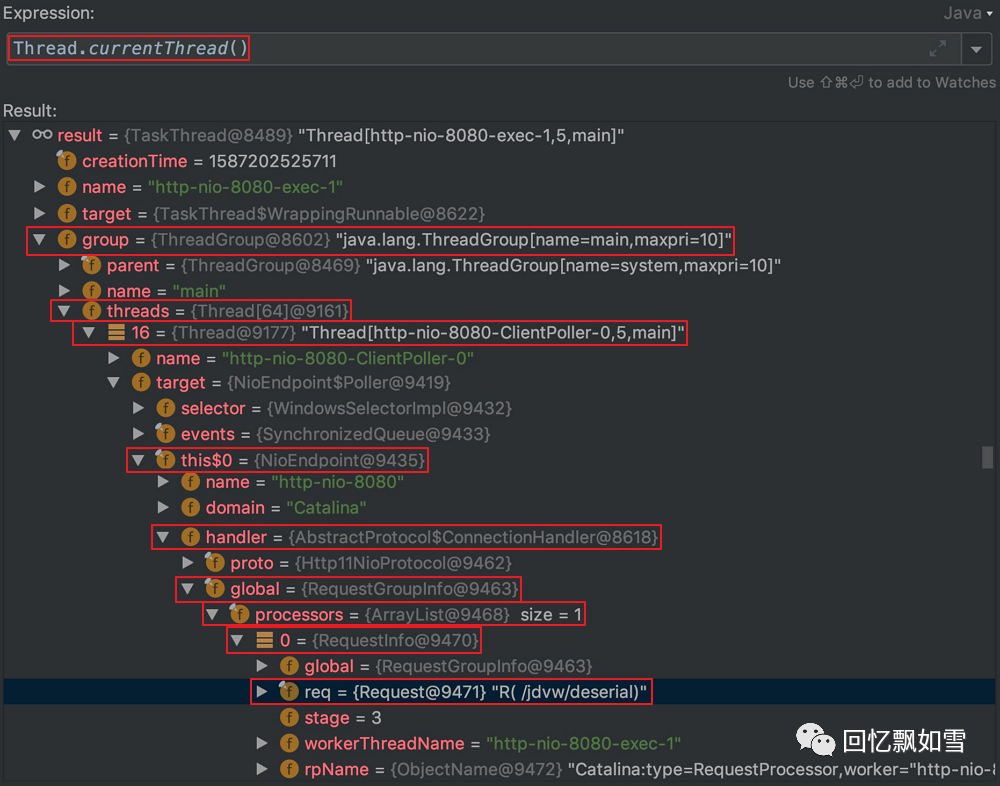 Expression:
Java
Thread.currentThread()
Use ⇧⌘⏎ to add to Watches
Result:
result = {TaskThread@8489} "Thread[http-nio-8080-exec-1,5,main]"
f creationTime = 1587202525711
f name = "http-nio-8080-exec-1"
f target = {TaskThread$WrappingRunnable@8622}
f group = {ThreadGroup@8602} "java.lang.ThreadGroup[name=main,maxpri=10]"
f parent = {ThreadGroup@8469} "java.lang.ThreadGroup[name=system,maxpri=10]"
f name = "main"
f threads = {Thread[64]@9161}
16 = {Thread@9177} "Thread[http-nio-8080-ClientPoller-0,5,main]"
f name = "http-nio-8080-ClientPoller-0"
f target = {NioEndpoint$Poller@9419}
f selector = {WindowsSelectorImpl@9432}
f events = {SynchronizedQueue@9433}
f this$0 = {NioEndpoint@9435}
f name = "http-nio-8080"
f domain = "Catalina"
f handler = {AbstractProtocol$ConnectionHandler@8618}
f proto = {Http11NioProtocol@9462}
f global = {RequestGroupInfo@9463}
f processors = {ArrayList@9468} size = 1
0 = {RequestInfo@9470}
f global = {RequestGroupInfo@9463}
f req = {Request@9471} "R( /jdvw/deserial)"
f stage = 3
f workerThreadName = "http-nio-8080-exec-1"
f rpName = {ObjectName@9472} "Catalina:type=RequestProcessor,worker="http-nio-8
回忆飘如雪